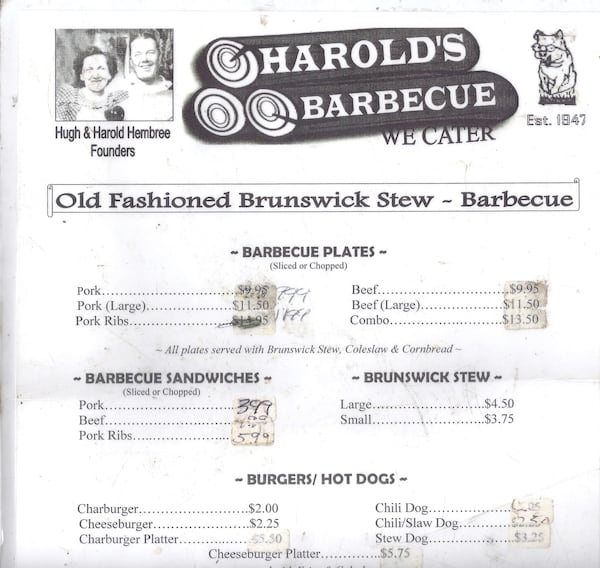 HAROLD'S
BARBECUE
WE CATER
Hugh & Harold Hembree
Founders
Est. 1947
Old Fashioned Brunswick Stew ~ Barbecue
~ BARBECUE PLATES ~
(Sliced or Chopped)
Pork……………………$9.95 799
Pork (Large)……………$11.50
Pork Ribs………………$13.95
Beef……………………$9.95
Beef (Large)……………$11.50
Combo…………………$13.50
~ All plates served with Brunswick Stew, Coleslaw & Cornbread ~
~ BARBECUE SANDWICHES ~
(Sliced or Chopped)
Pork…………………… 399
Beef……………………
Pork Ribs……………… 5.99
~ BRUNSWICK STEW ~
Large………………$4.50
Small………………$3.75
~ BURGERS/ HOT DOGS ~
Charburger………………$2.00
Cheeseburger……………$2.25
Charburger Platter………$5.50
Chili Dog………………
Chili/Slaw Dog…………
Stew Dog………………$3.25
Cheeseburger Platter……………$5.75